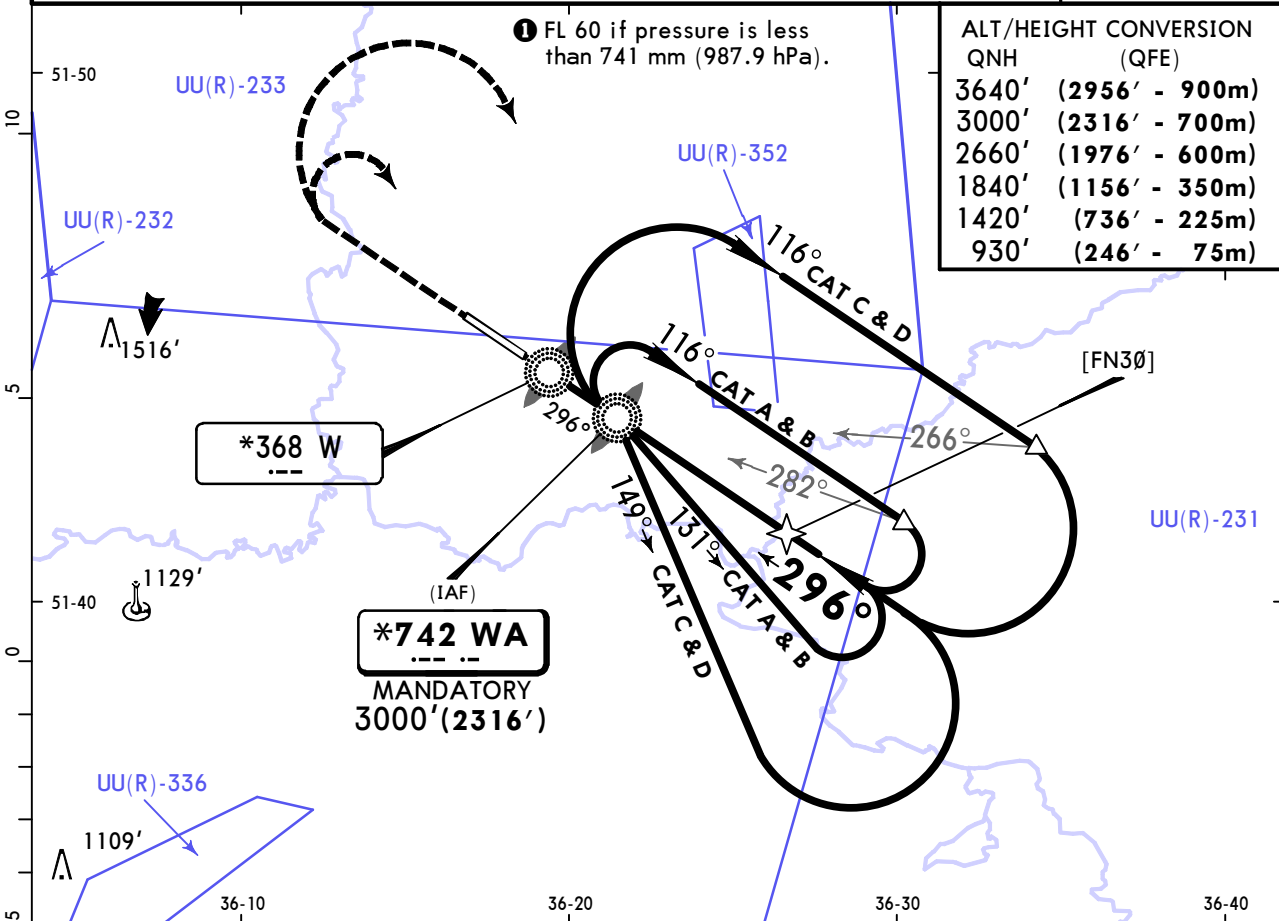 ❶ FL 60 if pressure is less
than 741 mm (987.9 hPa).
ALT/HEIGHT CONVERSION
QNH (QFE)
3640' (2956' - 900m)
3000' (2316' - 700m)
2660' (1976' - 600m)
1840' (1156' - 350m)
1420' (736' - 225m)
930' (246' - 75m)
51-50
UU(R)-233
10
UU(R)-352
UU(R)-232
116° CAT C & D
1516'
116° CAT A & B
[FN3Ø]
5
296°
*368 W
266°
282°
UU(R)-231
149° CAT C & D
131° CAT A & B
296°
1129'
51-40
(IAF)
*742 WA
MANDATORY
3000'(2316')
0
UU(R)-336
1109'
5
36-10
36-20
36-30
36-40